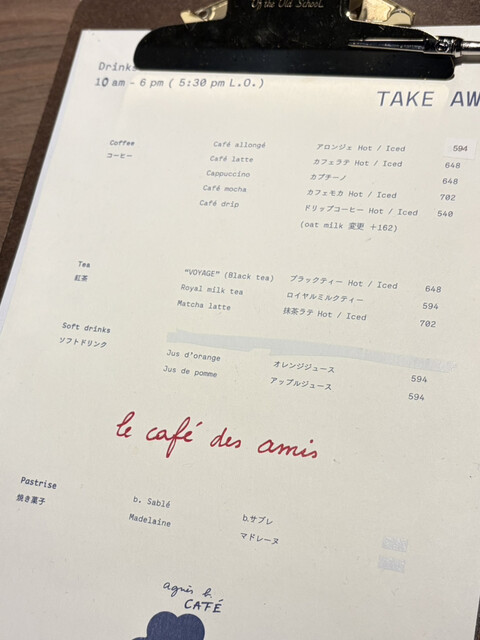 Of the Old School
Drinks
10 am – 6 pm ( 5:30 pm L.O.)
TAKE AW
Coffee
コーヒー
Café allongé アロンジェ Hot / Iced 594
Café latte カフェラテ Hot / Iced 648
Cappuccino カプチーノ 648
Café mocha カフェモカ Hot / Iced 702
Café drip ドリップコーヒー Hot / Iced 540
(oat milk 変更 +162)
Tea
紅茶
"VOYAGE" (Black tea) ブラックティー Hot / Iced 648
Royal milk tea ロイヤルミルクティー 594
Matcha latte 抹茶ラテ Hot / Iced 702
Soft drinks
ソフトドリンク
Jus d'orange オレンジジュース 594
Jus de pomme アップルジュース 594
le café des amis
Pastrise
焼き菓子
b. Sablé b.サブレ
Madelaine マドレーヌ
agnès b.
CAFÉ